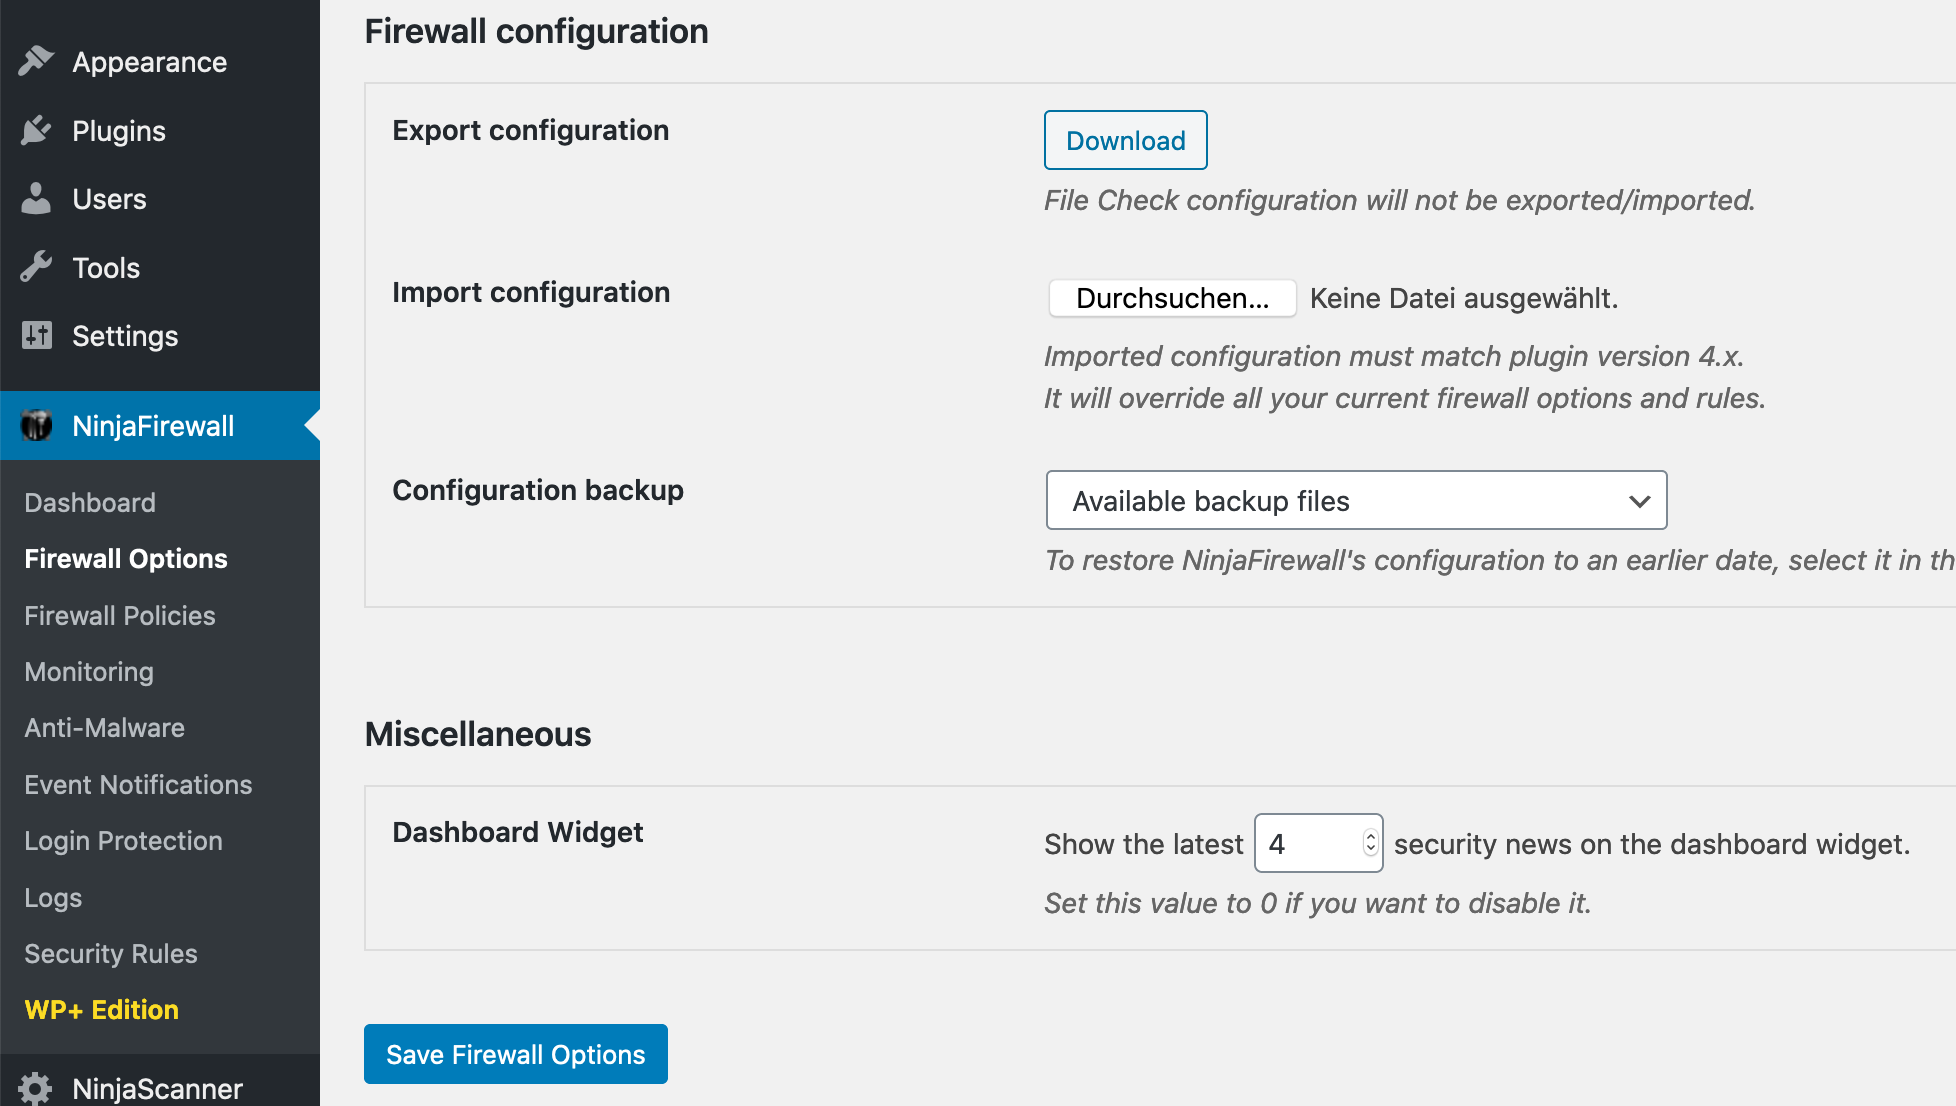 Appearance
Plugins
Users
Tools
Settings
NinjaFirewall
Dashboard
Firewall Options
Firewall Policies
Monitoring
Anti-Malware
Event Notifications
Login Protection
Logs
Security Rules
WP+ Edition
NinjaScanner
Firewall configuration
Export configuration
Download
File Check configuration will not be exported/imported.
Import configuration
Durchsuchen... Keine Datei ausgewählt.
Imported configuration must match plugin version 4.x.
It will override all your current firewall options and rules.
Configuration backup
Available backup files
To restore NinjaFirewall's configuration to an earlier date, select it in th
Miscellaneous
Dashboard Widget
Show the latest 4 security news on the dashboard widget.
Set this value to 0 if you want to disable it.
Save Firewall Options